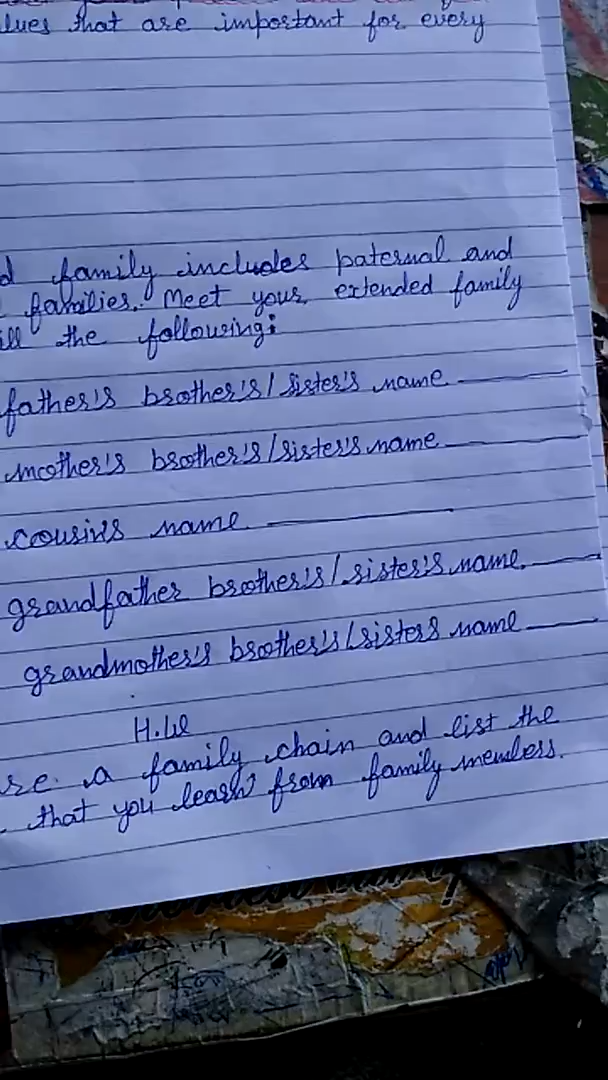 lues that are important for every
d family includes paternal and
families. Meet your extended family
ill the following:
father's brother's/sister's name
mother's brother's/sister's name
cousin's name
grandfather brother's/sister's name.
grandmother's brother's/sisters name
H.W
a family chain and list the
that you learn from family members.